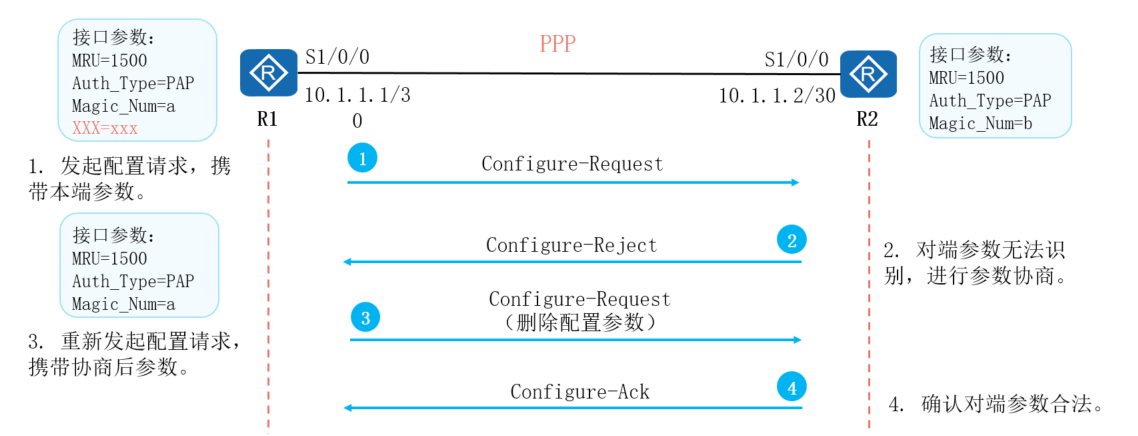 接口参数:
MRU=1500
Auth_Type=PAP
Magic_Num=a
XXX=xxx
S1/0/0
PPP
S1/0/0
接口参数:
MRU=1500
Auth_Type=PAP
Magic_Num=b
R
R
10.1.1.1/3
0
10.1.1.2/30
R1
R2
1. 发起配置请求，携
带本端参数。
1
Configure-Request
接口参数:
MRU=1500
Auth_Type=PAP
Magic_Num=a
Configure-Reject
2
2. 对端参数无法识
别，进行参数协商。
3. 重新发起配置请求，
携带协商后参数。
3
Configure-Request
（删除配置参数）
Configure-Ack
4
4. 确认对端参数合法。